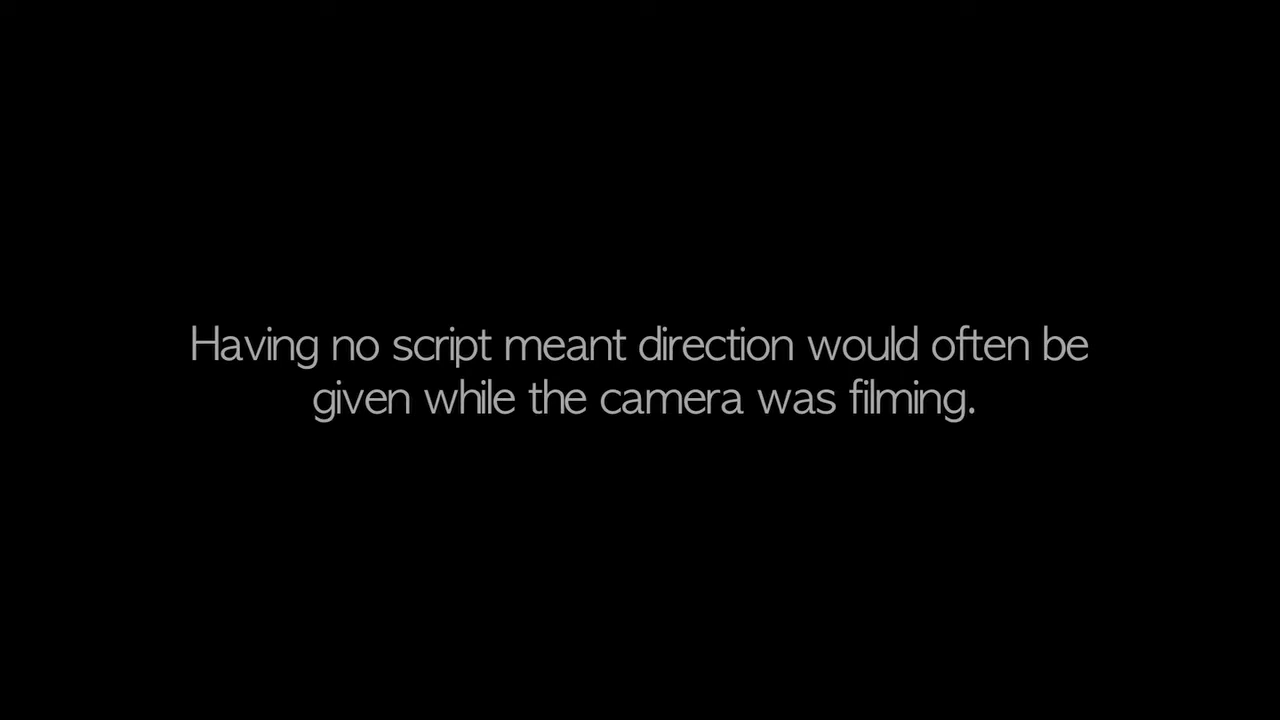 Having no script meant direction would often be
given while the camera was filming.